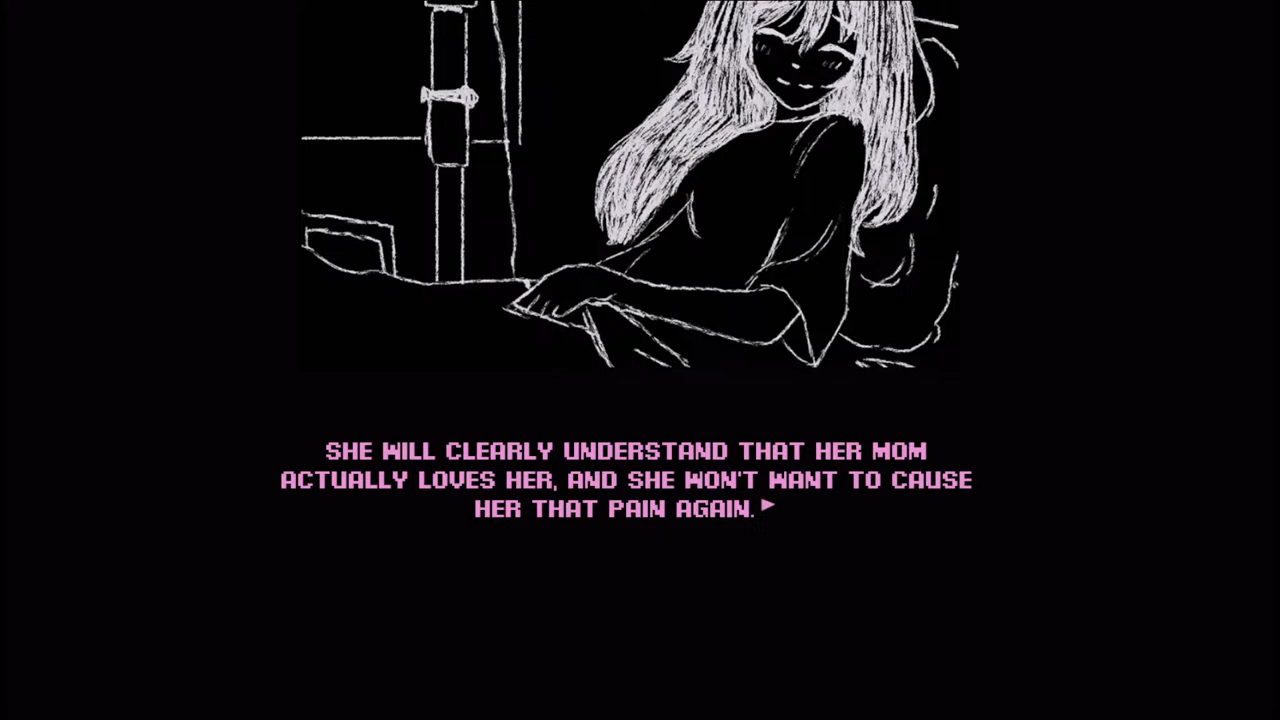 SHE WILL CLEARLY UNDERSTAND THAT HER MOM
ACTUALLY LOVES HER, AND SHE WON'T WANT TO CAUSE
HER THAT PAIN AGAIN.